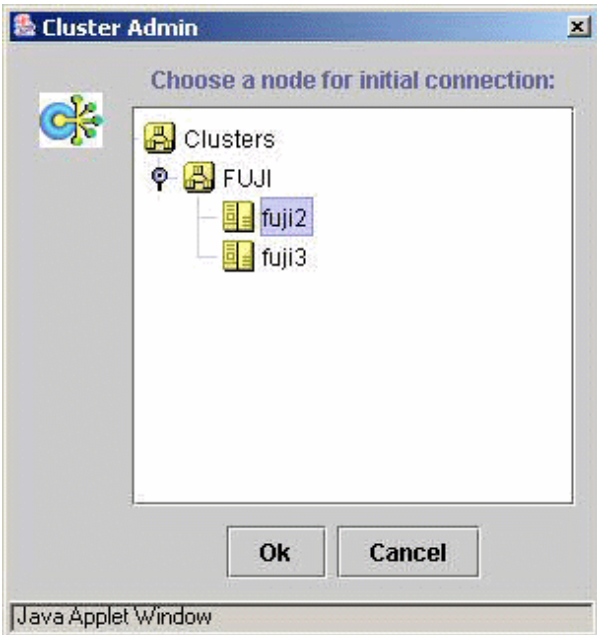 Cluster Admin
Choose a node for initial connection:
Clusters
FUJI
fuji2
fuji3
Ok Cancel
Java Applet Window